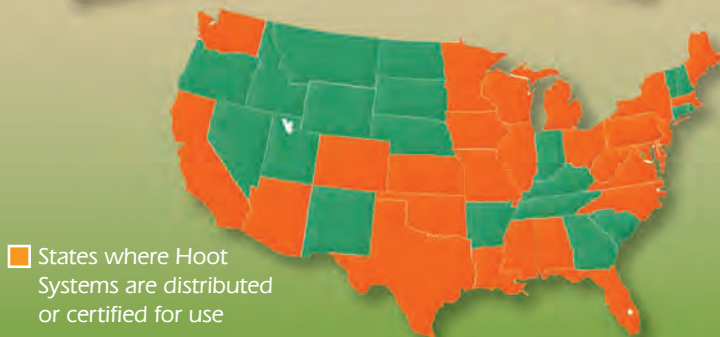 States where Hoot
Systems are distributed
or certified for use